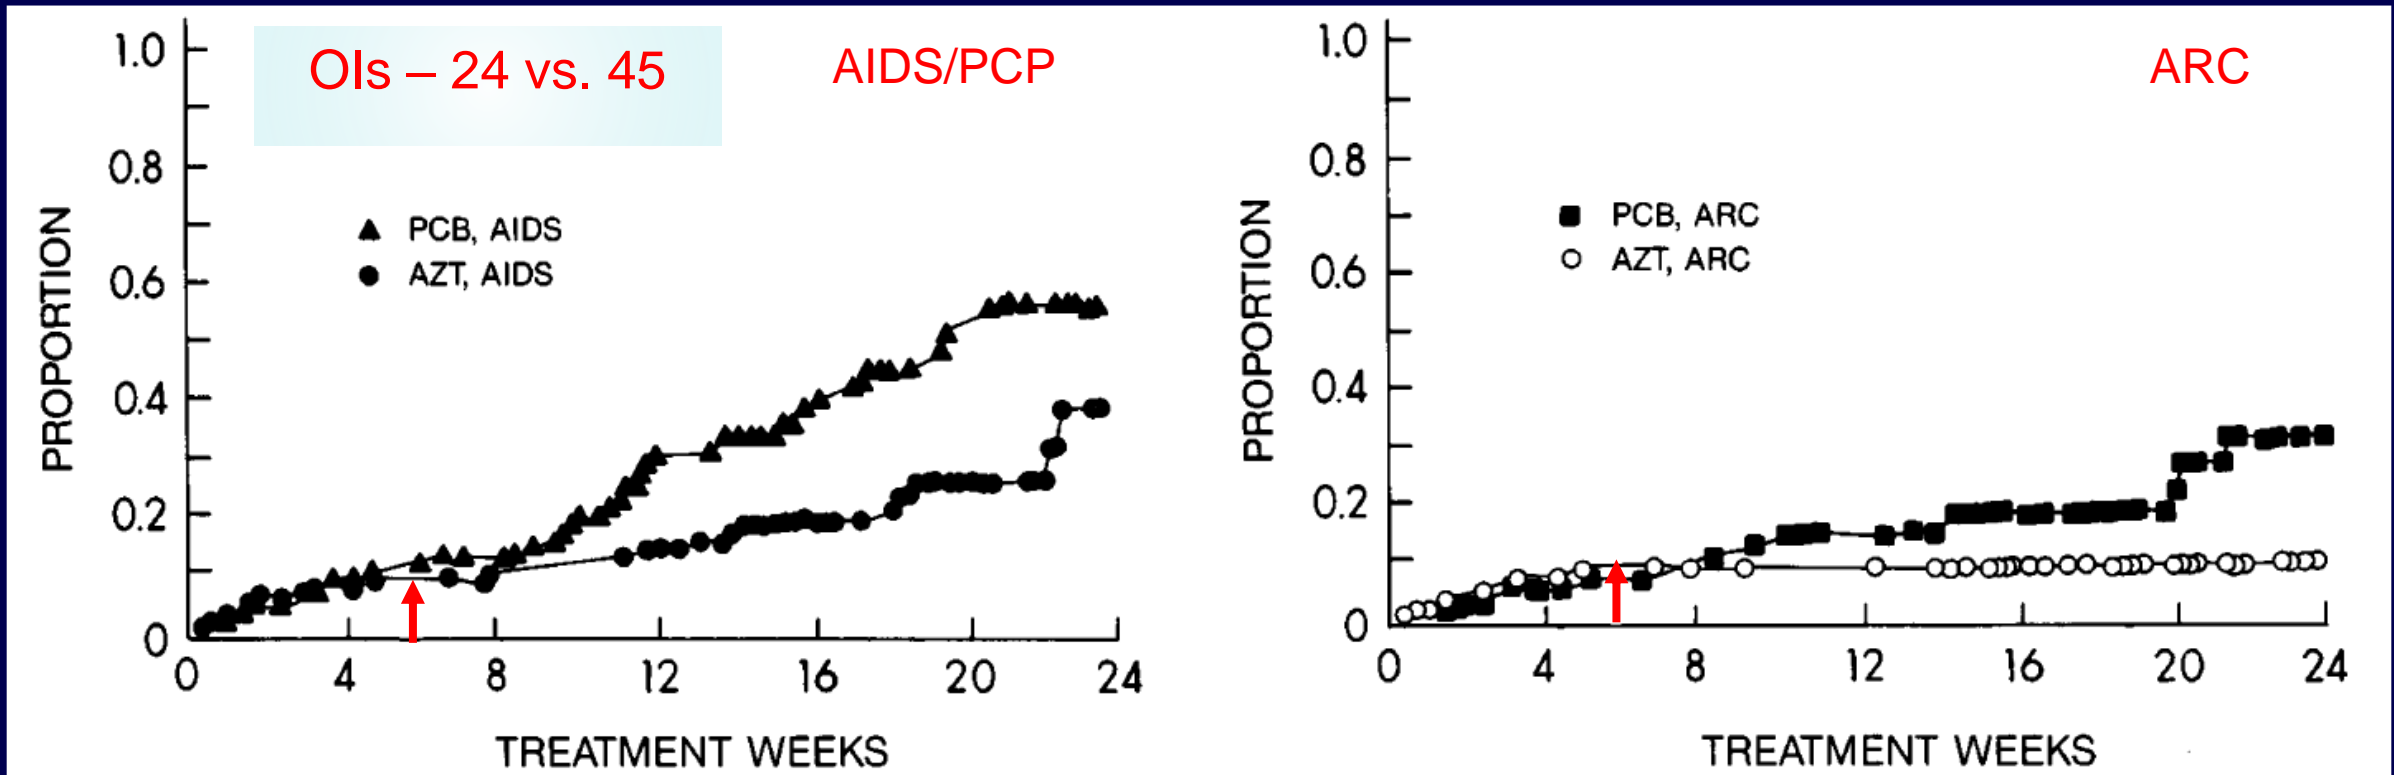 OIs – 24 vs. 45
AIDS/PCP
1.0
0.8
0.6
0.4
0.2
0
PROPORTION
PCB, AIDS
AZT, AIDS
0 4 8 12 16 20 24
TREATMENT WEEKS
ARC
1.0
0.8
0.6
0.4
0.2
0
PROPORTION
PCB, ARC
AZT, ARC
0 4 8 12 16 20 24
TREATMENT WEEKS